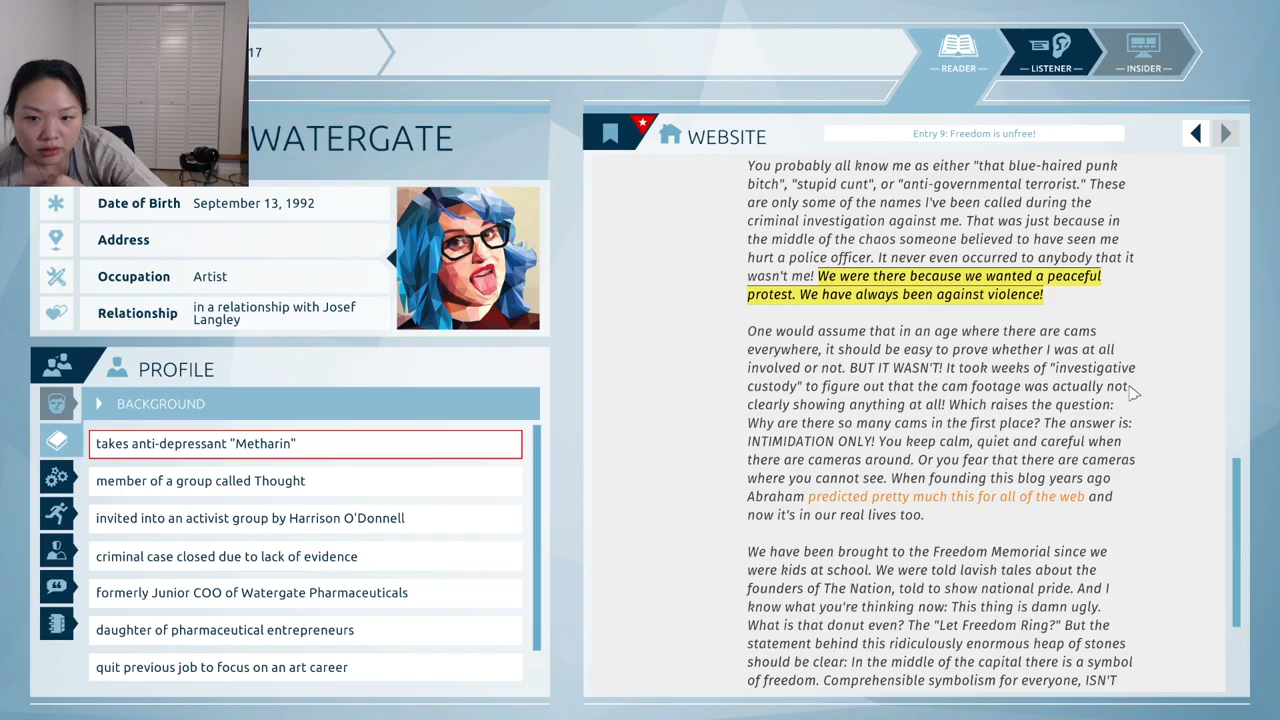 17
READER
LISTENER
INSIDER
WATERGATE
Date of Birth September 13, 1992
Address
Occupation Artist
Relationship in a relationship with Josef
Langley
PROFILE
BACKGROUND
takes anti-depressant "Metharin"
member of a group called Thought
invited into an activist group by Harrison O'Donnell
criminal case closed due to lack of evidence
formerly Junior COO of Watergate Pharmaceuticals
daughter of pharmaceutical entrepreneurs
quit previous job to focus on an art career
WEBSITE
Entry 9: Freedom is unfree!
You probably all know me as either "that blue-haired punk
bitch", "stupid cunt", or "anti-governmental terrorist." These
are only some of the names I've been called during the
criminal investigation against me. That was just because in
the middle of the chaos someone believed to have seen me
hurt a police officer. It never even occurred to anybody that it
wasn't me! We were there because we wanted a peaceful
protest. We have always been against violence!
One would assume that in an age where there are cams
everywhere, it should be easy to prove whether I was at all
involved or not. BUT IT WASN'T! It took weeks of "investigative
custody" to figure out that the cam footage was actually not
clearly showing anything at all! Which raises the question:
Why are there so many cams in the first place? The answer is:
INTIMIDATION ONLY! You keep calm, quiet and careful when
there are cameras around. Or you fear that there are cameras
where you cannot see. When founding this blog years ago
Abraham predicted pretty much this for all of the web and
now it's in our real lives too.
We have been brought to the Freedom Memorial since we
were kids at school. We were told lavish tales about the
founders of The Nation, told to show national pride. And I
know what you're thinking now: This thing is damn ugly.
What is that donut even? The "Let Freedom Ring?" But the
statement behind this ridiculously enormous heap of stones
should be clear: In the middle of the capital there is a symbol
of freedom. Comprehensible symbolism for everyone, ISN'T